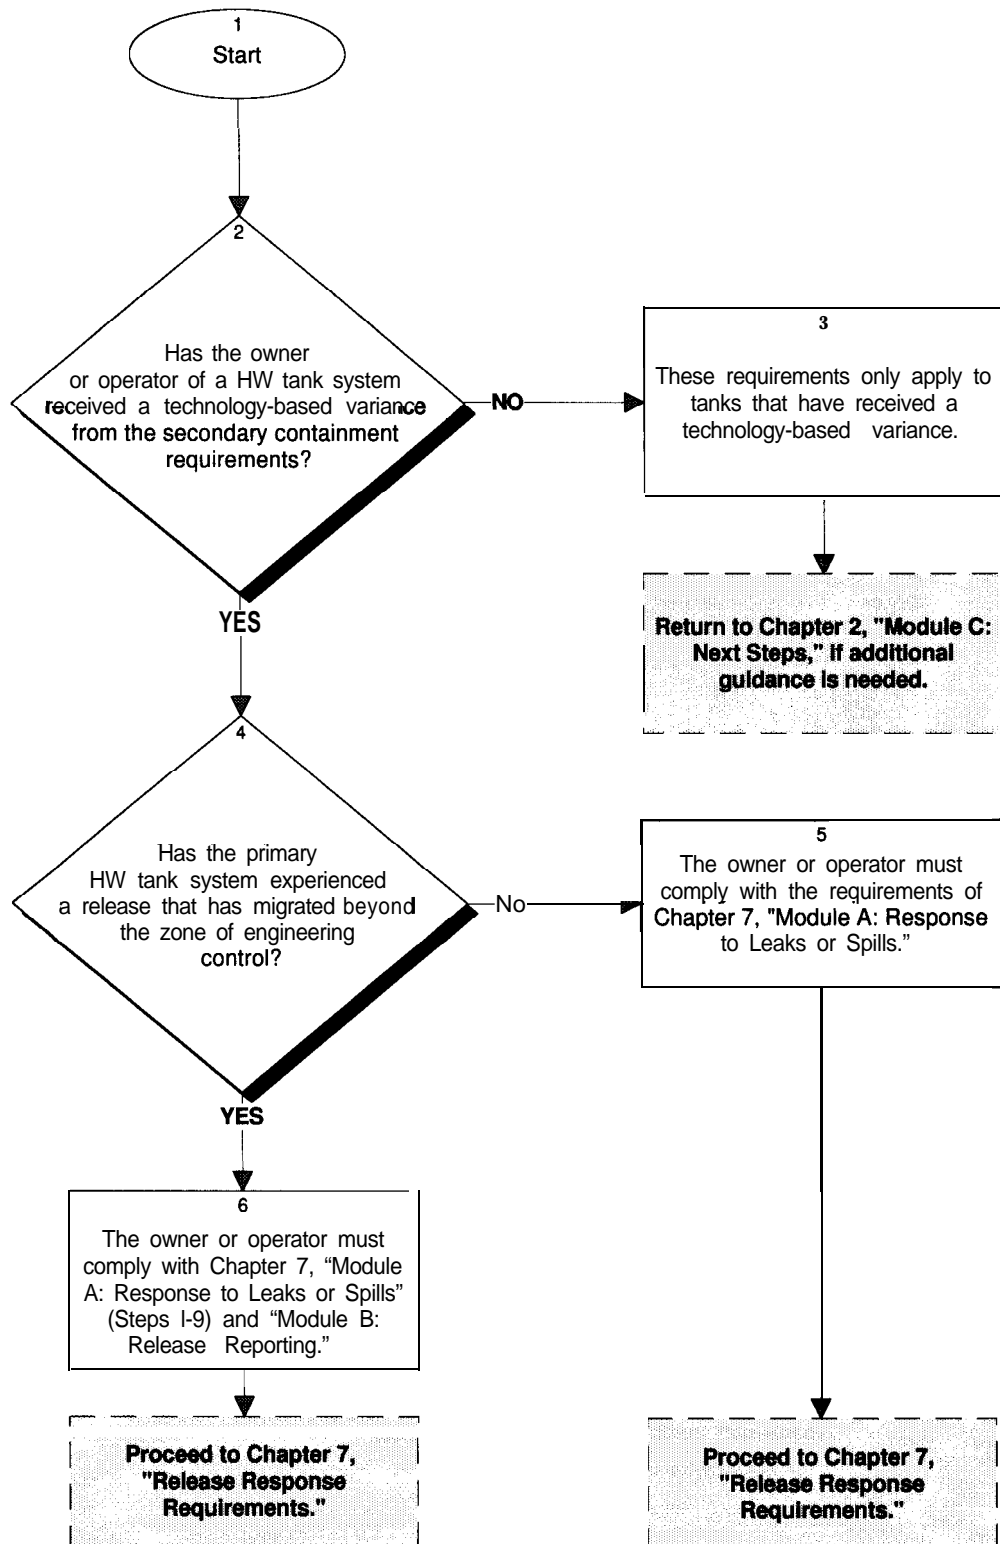 1
Start
2
Has the owner
or operator of a HW tank system
received a technology-based variance
from the secondary containment
requirements?
NO
3
These requirements only apply to
tanks that have received a
technology-based variance.
YES
Return to Chapter 2, "Module C:
Next Steps," if additional
guidance is needed.
4
Has the primary
HW tank system experienced
a release that has migrated beyond
the zone of engineering
control?
No
5
The owner or operator must
comply with the requirements of
Chapter 7, "Module A: Response
to Leaks or Spills."
YES
6
The owner or operator must
comply with Chapter 7, “Module
A: Response to Leaks or Spills”
(Steps I-9) and “Module B:
Release Reporting.”
Proceed to Chapter 7,
"Release Response
Requirements."
Proceed to Chapter 7,
"Release Response
Requirements."